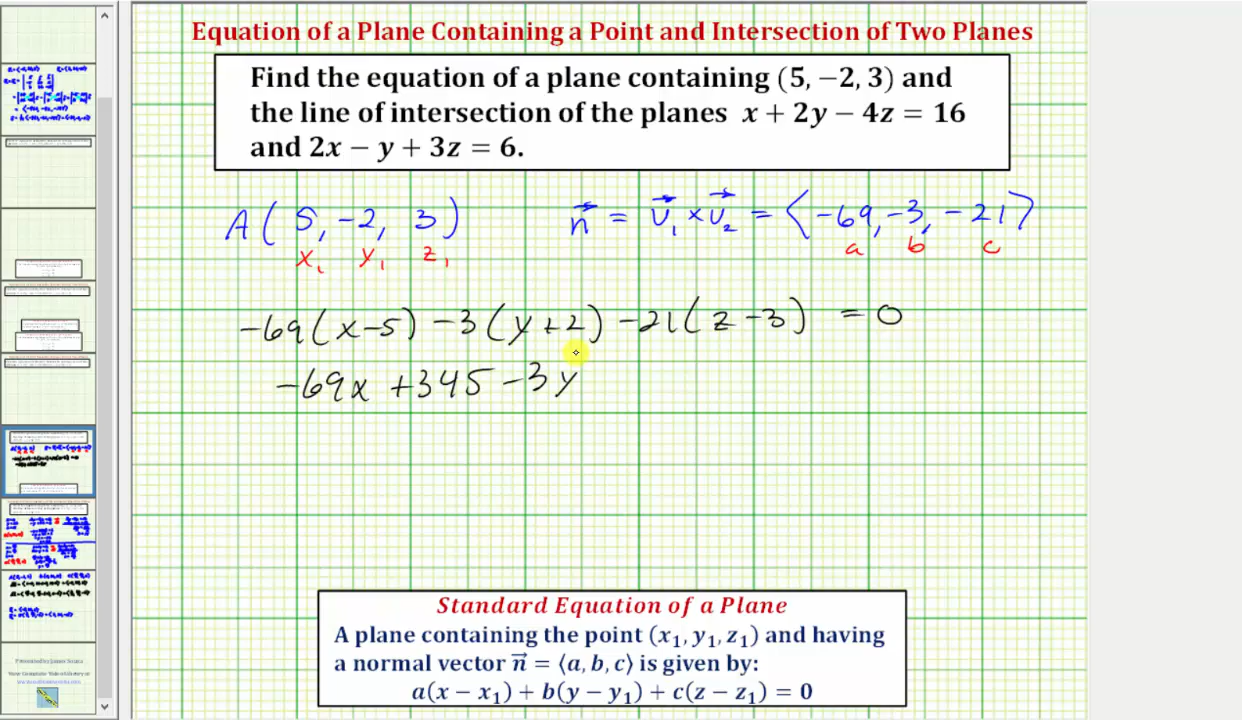 Equation of a Plane Containing a Point and Intersection of Two Planes
Find the equation of a plane containing (5, −2, 3) and
the line of intersection of the planes x + 2y − 4z = 16
and 2x − y + 3z = 6.
A(5, −2, 3) n⃗ = v⃗₁ × v⃗₂ = ⟨−69, −3, −21⟩
x₁ y₁ z₁ a b c
−69(x−5) −3(y+2) −21(z−3) = 0
−69x +345 −3y
Standard Equation of a Plane
A plane containing the point (x₁, y₁, z₁) and having
a normal vector n⃗ = ⟨a, b, c⟩ is given by:
a(x − x₁) + b(y − y₁) + c(z − z₁) = 0